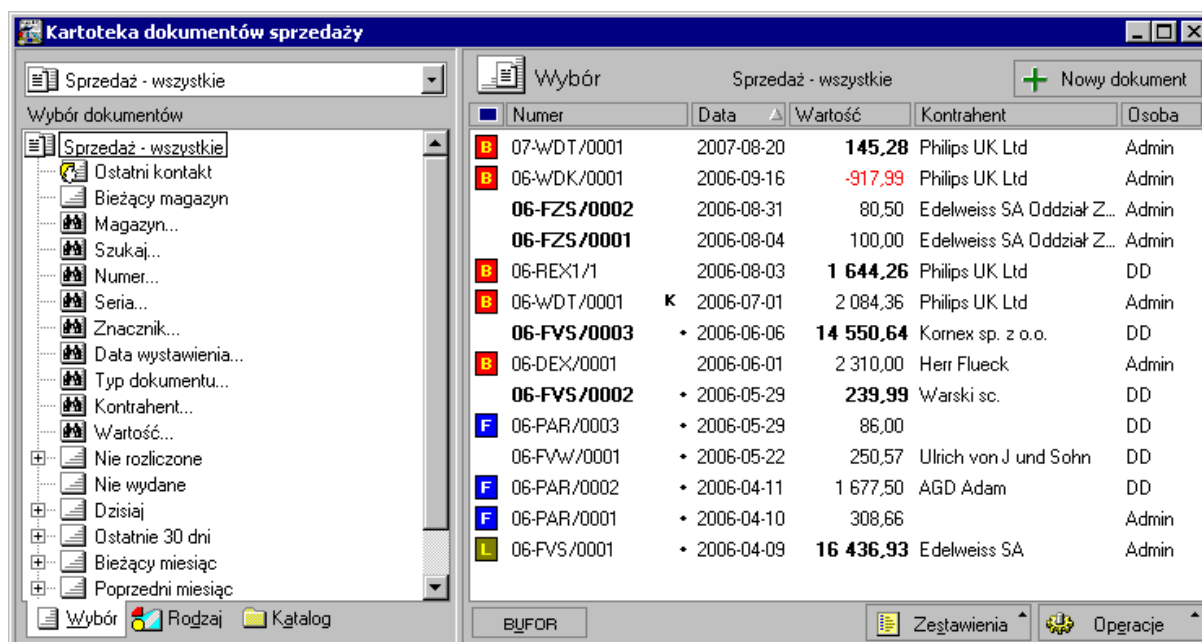 Kartoteka dokumentów sprzedaży
Sprzedaż - wszystkie
Wybór dokumentów
Sprzedaż - wszystkie
Ostatni kontakt
Bieżący magazyn
Magazyn...
Szukaj...
Numer...
Seria...
Znacznik...
Data wystawienia...
Typ dokumentu...
Kontrahent...
Wartość...
Nie rozliczone
Nie wydane
Dzisiaj
Ostatnie 30 dni
Bieżący miesiąc
Poprzedni miesiąc
Wybór Rodzaj Katalog
Wybór Sprzedaż - wszystkie Nowy dokument
Numer Data Wartość Kontrahent Osoba
B 07-WDT/0001 2007-08-20 145,28 Philips UK Ltd Admin
B 06-WDK/0001 2006-09-16 -917,99 Philips UK Ltd Admin
06-FZS/0002 2006-08-31 80,50 Edelweiss SA Oddział Z... Admin
06-FZS/0001 2006-08-04 100,00 Edelweiss SA Oddział Z... Admin
B 06-REX1/1 2006-08-03 1 644,26 Philips UK Ltd DD
B 06-WDT/0001 K 2006-07-01 2 084,36 Philips UK Ltd Admin
06-FVS/0003 • 2006-06-06 14 550,64 Kornex sp. z o.o. DD
B 06-DEX/0001 2006-06-01 2 310,00 Herr Flueck Admin
06-FVS/0002 • 2006-05-29 239,99 Warski sc. DD
F 06-PAR/0003 • 2006-05-29 86,00 DD
06-FVW/0001 • 2006-05-22 250,57 Ulrich von J und Sohn DD
F 06-PAR/0002 • 2006-04-11 1 677,50 AGD Adam DD
F 06-PAR/0001 • 2006-04-10 308,66 Admin
L 06-FVS/0001 • 2006-04-09 16 436,93 Edelweiss SA Admin
BUFOR Zestawienia Operacje